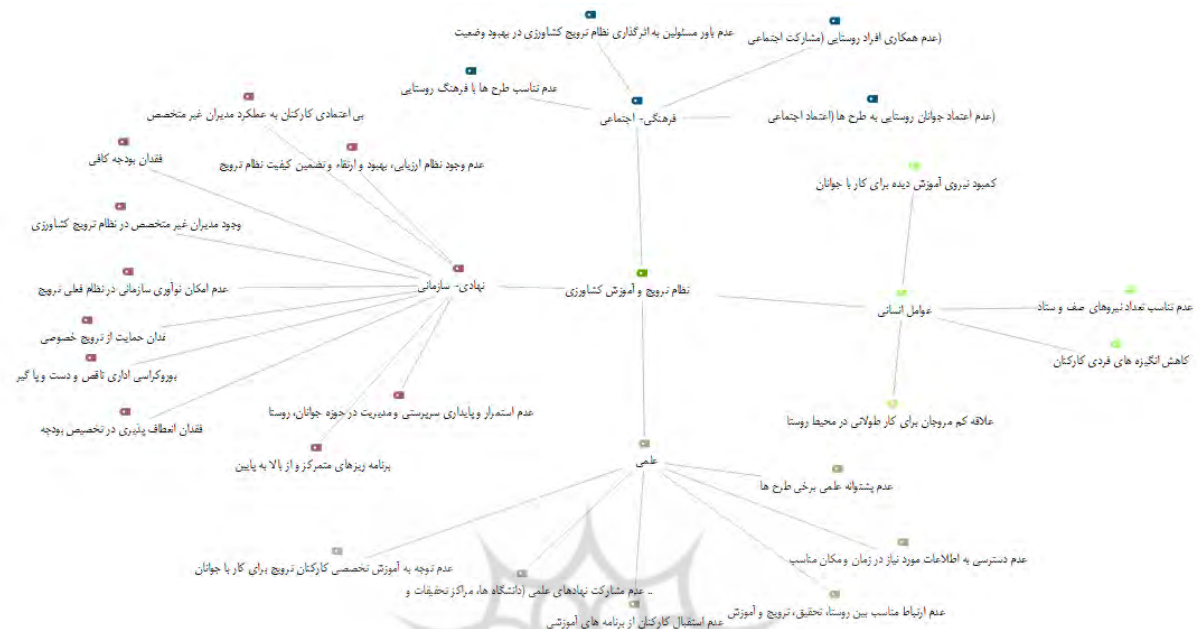 عدم باور مسئولین به اثرگذاری نظام ترویج کشاورزی در بهبود وضعیت
(عدم همکاری افراد روستایی (مشارکت اجتماعی
عدم تناسب طرح ها با فرهنگ روستایی
فرهنگی- اجتماعی
(عدم اعتماد جوانان روستایی به طرح ها (اعتماد اجتماعی
بی اعتمادی کارکنان به عملکرد مدیران غیر متخصص
عدم وجود نظام ارزیابی، بهبود و ارتقاء و تضمین کیفیت نظام ترویج
فقدان بودجه کافی
وجود مدیران غیر متخصص در نظام ترویج کشاورزی
عدم امکان نوآوری سازمانی در نظام فعلی ترویج
نهادی- سازمانی
فدان حمایت از ترویج خصوصی
بوروکراسی اداری ناقص و دست و پا گیر
فقدان انعطاف پذیری در تخصیص بودجه
عدم استمرار و پایداری سرپرستی و مدیریت در حوزه جوانان، روستا
برنامه ریزهای متمرکز و از بالا به پایین
نظام ترویج و آموزش کشاورزی
کمبود نیروی آموزش دیده برای کار با جوانان
عوامل انسانی
عدم تناسب تعداد نیروهای صف و ستاد
کاهش انگیزه های فردی کارکنان
علاقه کم مروجان برای کار طولانی در محیط روستا
علمی
عدم پشتوانه علمی برخی طرح ها
عدم دسترسی به اطلاعات مورد نیاز در زمان و مکان مناسب
عدم توجه به آموزش تخصصی کارکنان ترویج برای کار با جوانان
.. عدم مشارکت نهادهای علمی (دانشگاه ها، مراکز تحقیقات و
عدم ارتباط مناسب بین روستا، تحقیق، ترویج و آموزش
عدم استقبال کارکنان از برنامه های آموزشی